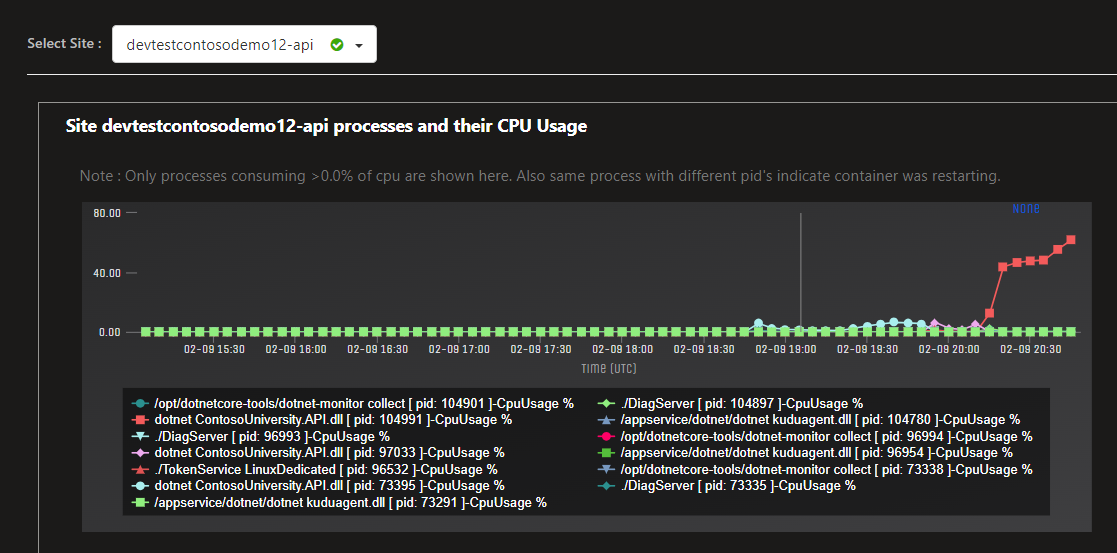 Select Site :
devtestcontosodemo12-api
Site devtestcontosodemo12-api processes and their CPU Usage
Note : Only processes consuming >0.0% of cpu are shown here. Also same process with different pid's indicate container was restarting.
None
80.00
40.00
0.00
02-09 15:30 02-09 16:00 02-09 16:30 02-09 17:00 02-09 17:30 02-09 18:00 02-09 18:30 02-09 19:00 02-09 19:30 02-09 20:00 02-09 20:30
Time (UTC)
/opt/dotnetcore-tools/dotnet-monitor collect [ pid: 104901 ]-CpuUsage % ./DiagServer [ pid: 104897 ]-CpuUsage %
dotnet ContosoUniversity.API.dll [ pid: 104991 ]-CpuUsage % /appservice/dotnet/dotnet kuduagent.dll [ pid: 104780 ]-CpuUsage %
./DiagServer [ pid: 96993 ]-CpuUsage % /opt/dotnetcore-tools/dotnet-monitor collect [ pid: 96994 ]-CpuUsage %
dotnet ContosoUniversity.API.dll [ pid: 97033 ]-CpuUsage % /appservice/dotnet/dotnet kuduagent.dll [ pid: 96954 ]-CpuUsage %
./TokenService LinuxDedicated [ pid: 96532 ]-CpuUsage % /opt/dotnetcore-tools/dotnet-monitor collect [ pid: 73338 ]-CpuUsage %
dotnet ContosoUniversity.API.dll [ pid: 73395 ]-CpuUsage % ./DiagServer [ pid: 73335 ]-CpuUsage %
/appservice/dotnet/dotnet kuduagent.dll [ pid: 73291 ]-CpuUsage %